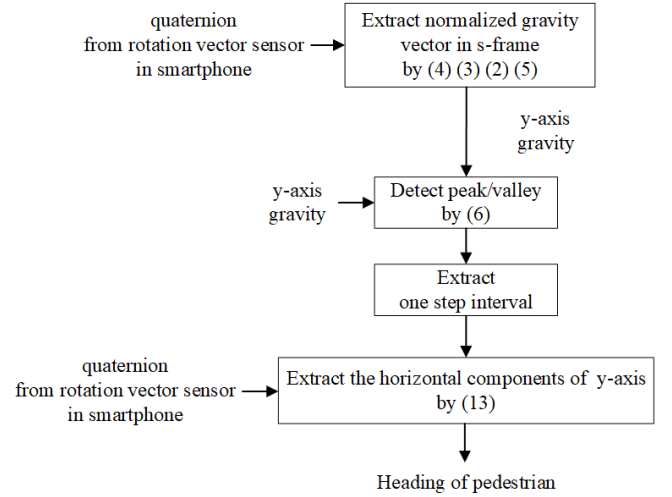 quaternion
from rotation vector sensor
in smartphone
Extract normalized gravity
vector in s-frame
by (4) (3) (2) (5)
y-axis
gravity
y-axis
gravity
Detect peak/valley
by (6)
Extract
one step interval
quaternion
from rotation vector sensor
in smartphone
Extract the horizontal components of y-axis
by (13)
Heading of pedestrian